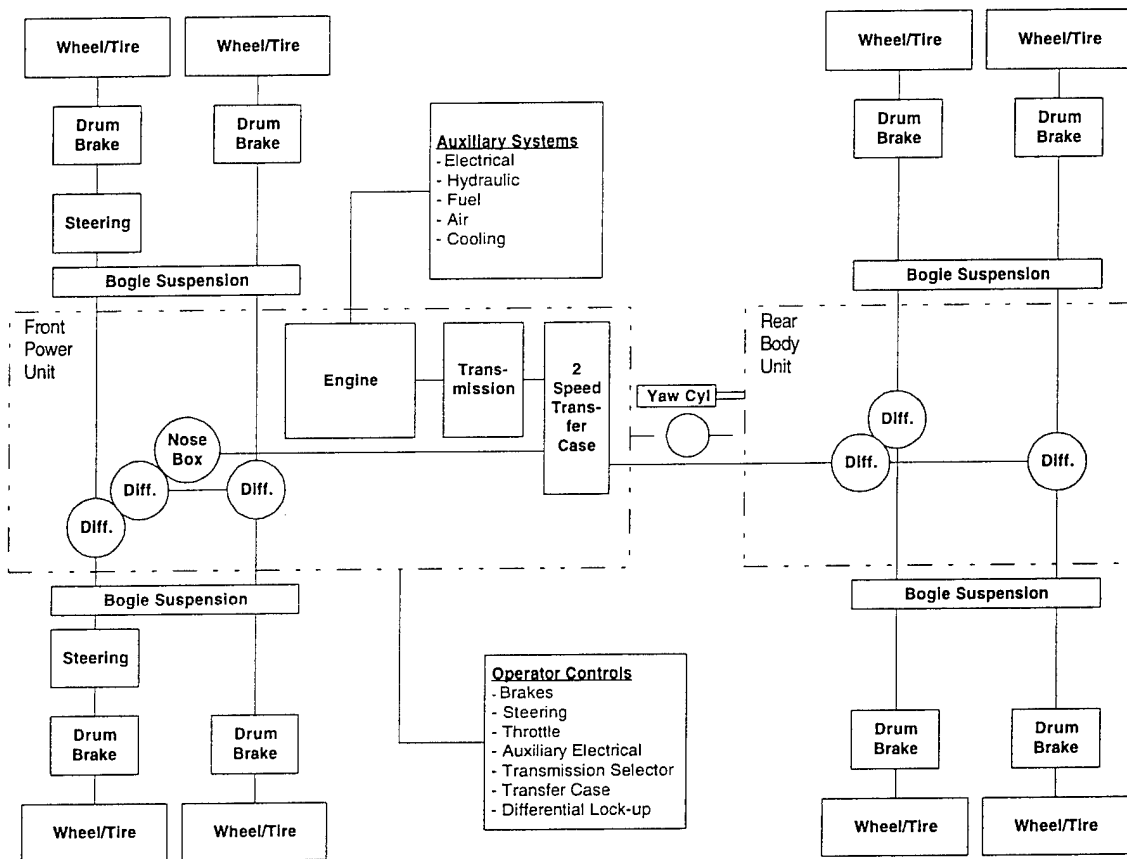 Wheel/Tire
Wheel/Tire
Wheel/Tire
Wheel/Tire
Drum
Brake
Drum
Brake
Drum
Brake
Drum
Brake
Auxiliary Systems
- Electrical
- Hydraulic
- Fuel
- Air
- Cooling
Steering
Bogie Suspension
Bogie Suspension
Front
Power
Unit
Engine
Trans-
mission
2
Speed
Trans-
fer
Case
Yaw Cyl
Rear
Body
Unit
Nose
Box
Diff.
Diff.
Diff.
Diff.
Diff.
Diff.
Bogie Suspension
Bogie Suspension
Steering
Operator Controls
- Brakes
- Steering
- Throttle
- Auxiliary Electrical
- Transmission Selector
- Transfer Case
- Differential Lock-up
Drum
Brake
Drum
Brake
Drum
Brake
Drum
Brake
Wheel/Tire
Wheel/Tire
Wheel/Tire
Wheel/Tire